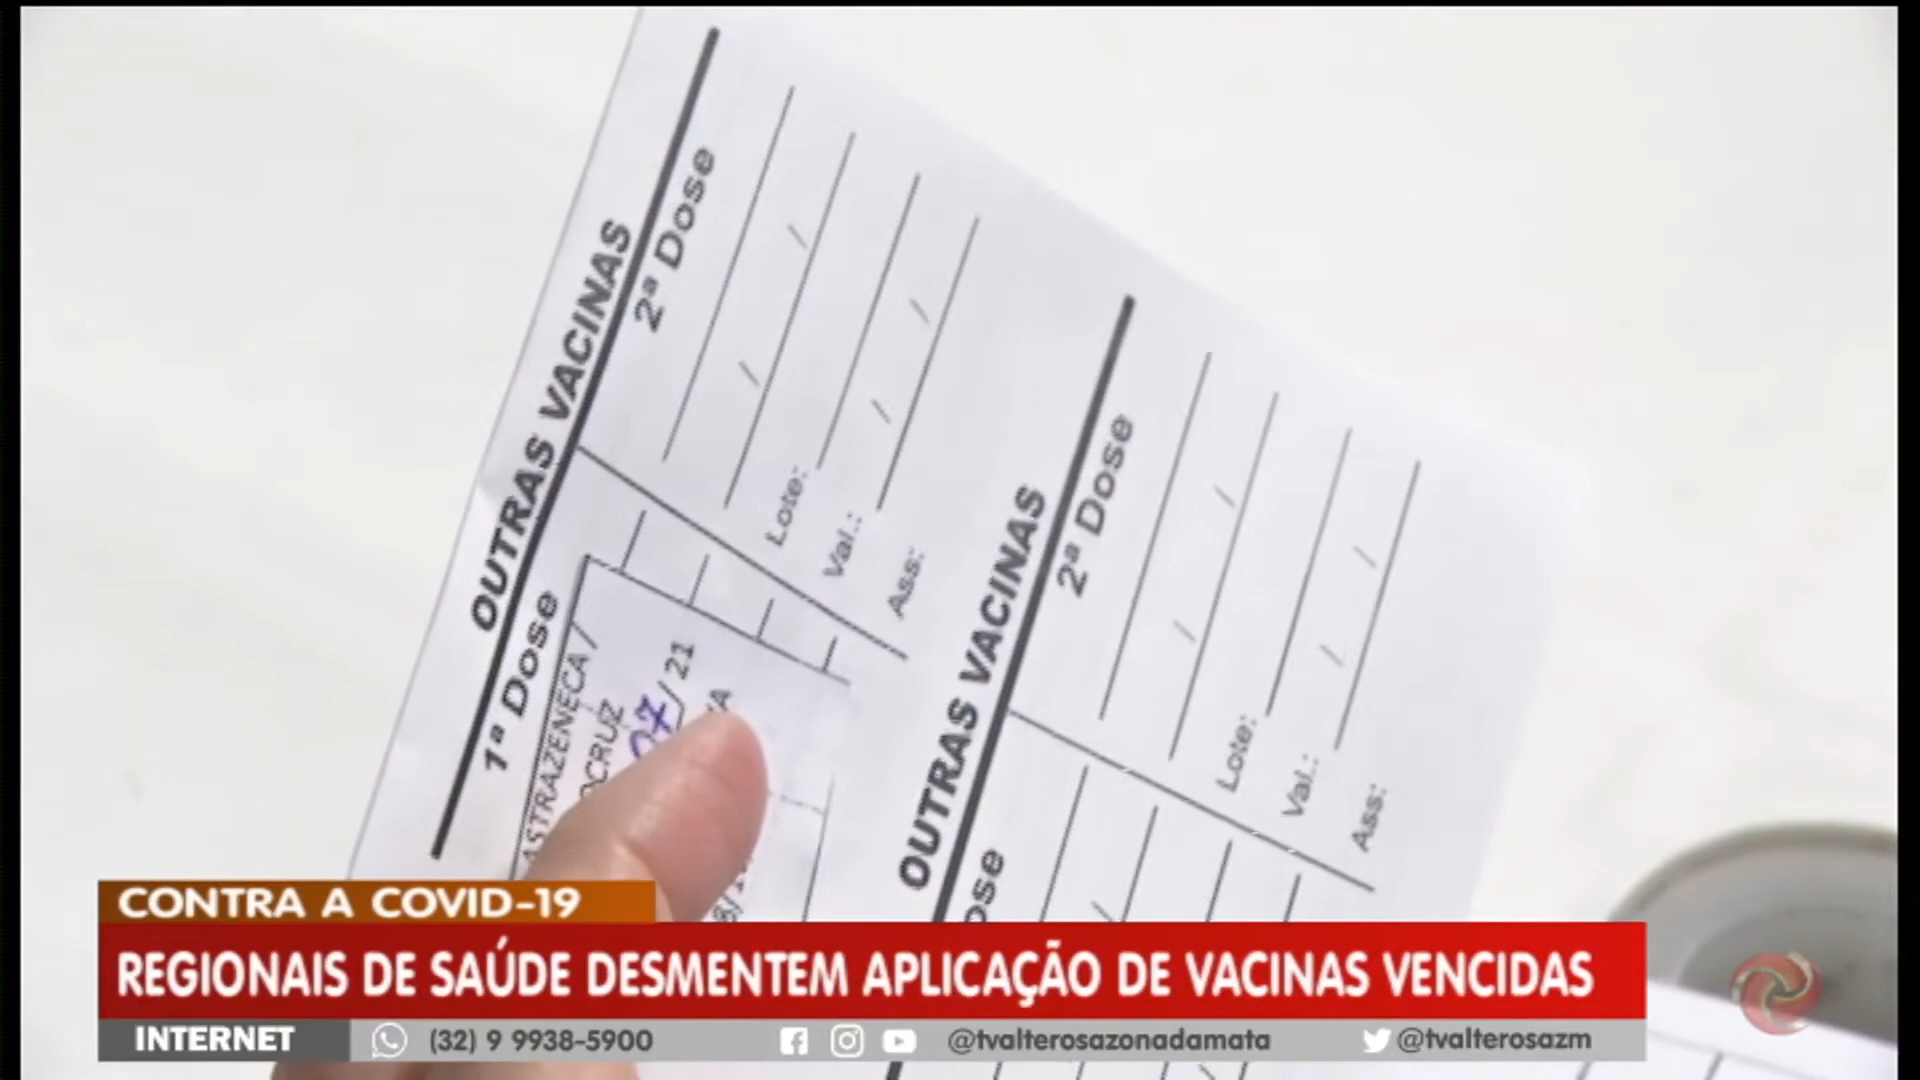 OUTRAS VACINAS
1ª Dose
2ª Dose
ASTRAZENECA /
07/21
Lote:
Val.:
Ass:
OUTRAS VACINAS
2ª Dose
Lote:
Val.:
Ass:
CONTRA A COVID-19
REGIONAIS DE SAÚDE DESMENTEM APLICAÇÃO DE VACINAS VENCIDAS
INTERNET (32) 9 9938-5900 @tvalterosazonadamata @tvalterosazm